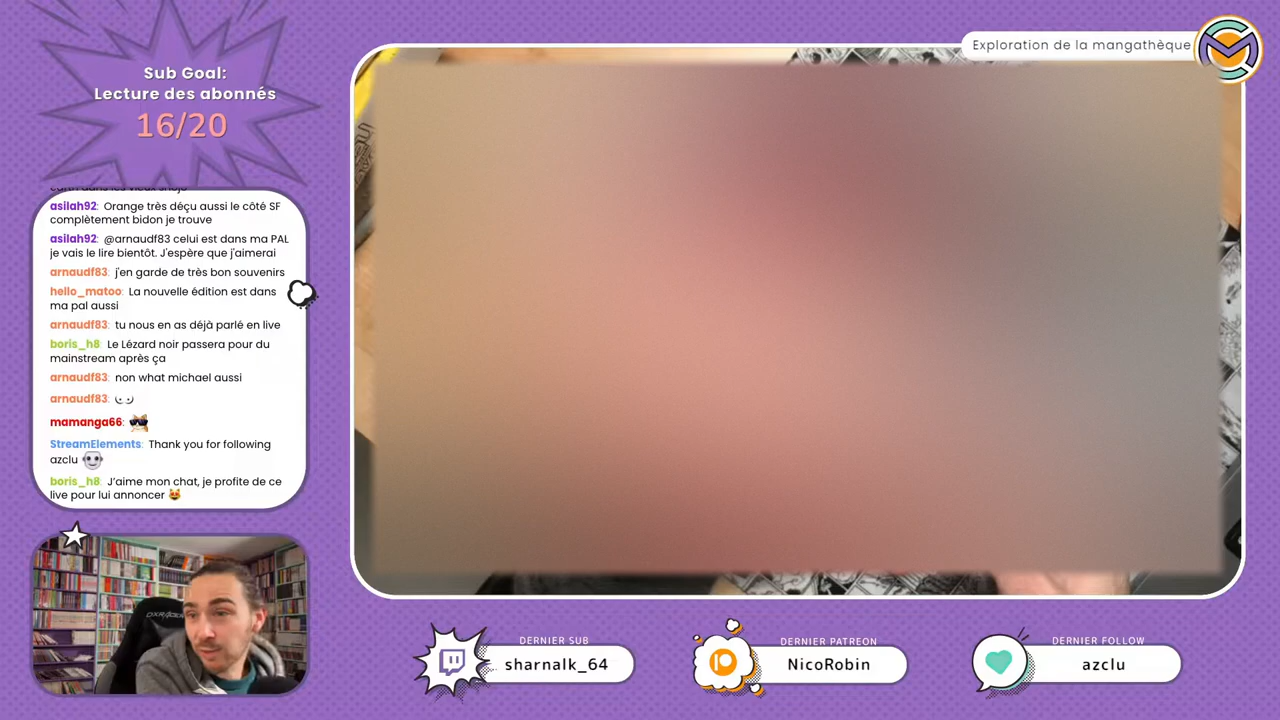 Sub Goal:
Lecture des abonnés
16/20
Exploration de la mangathèque
asilah92: Orange très déçu aussi le côté SF
complètement bidon je trouve
asilah92: @arnaudf83 celui est dans ma PAL
je vais le lire bientôt. J'espère que j'aimerai
arnaudf83: j'en garde de très bon souvenirs
hello_matoo: La nouvelle édition est dans
ma pal aussi
arnaudf83: tu nous en as déjà parlé en live
boris_h8: Le Lézard noir passera pour du
mainstream après ça
arnaudf83: non what michael aussi
arnaudf83:
mamanga66:
StreamElements: Thank you for following
azclu
boris_h8: J'aime mon chat, je profite de ce
live pour lui annoncer
DERNIER SUB
sharnalk_64
DERNIER PATREON
NicoRobin
DERNIER FOLLOW
azclu